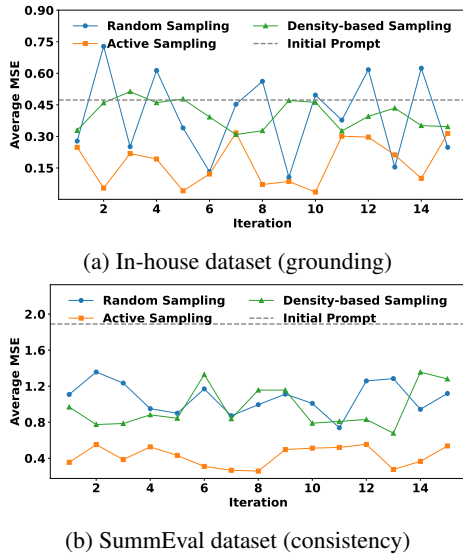 0.90
0.75
0.60
0.45
0.30
0.15
Average MSE
Random Sampling
Active Sampling
Density-based Sampling
Initial Prompt
2 4 6 8 10 12 14
Iteration
(a) In-house dataset (grounding)
2.0
1.6
1.2
0.8
0.4
Average MSE
Random Sampling
Active Sampling
Density-based Sampling
Initial Prompt
2 4 6 8 10 12 14
Iteration
(b) SummEval dataset (consistency)